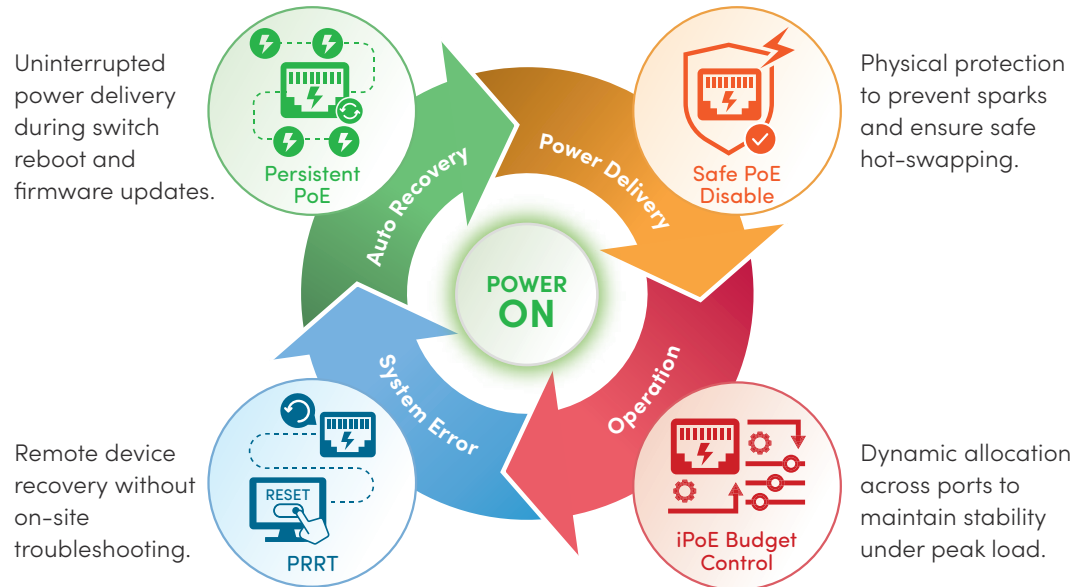 Uninterrupted
power delivery
during switch
reboot and
firmware updates.
Persistent
PoE
Auto Recovery
Power Delivery
Safe PoE
Disable
Physical protection
to prevent sparks
and ensure safe
hot-swapping.
POWER
ON
System Error
Operation
Remote device
recovery without
on-site
troubleshooting.
RESET
PRRT
iPoE Budget
Control
Dynamic allocation
across ports to
maintain stability
under peak load.